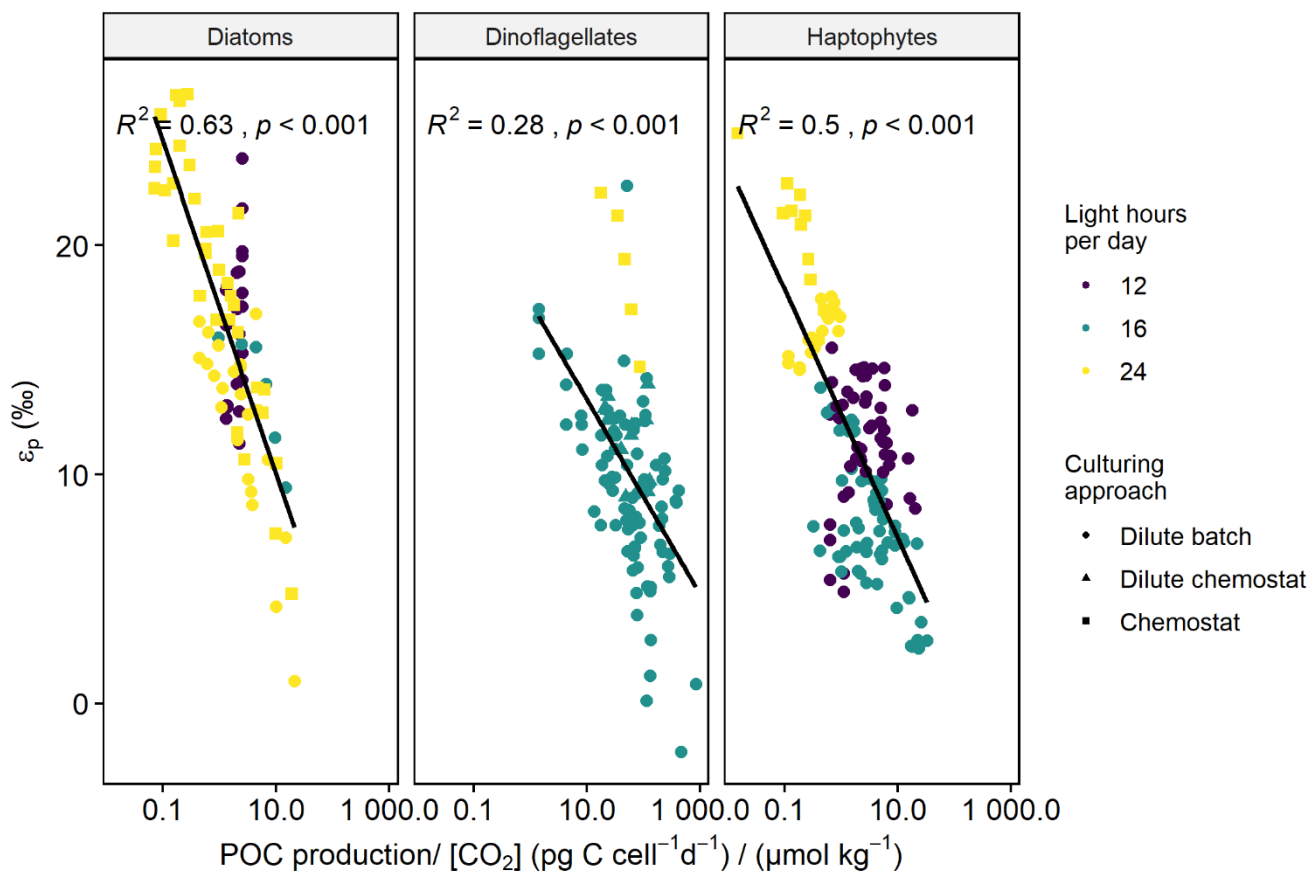 Diatoms
Dinoflagellates
Haptophytes
R² = 0.63 , p < 0.001
R² = 0.28 , p < 0.001
R² = 0.5 , p < 0.001
20
10
0
εp (‰)
0.1 10.0 1 000.0
0.1 10.0 1 000.0
0.1 10.0 1 000.0
POC production/ [CO₂] (pg C cell⁻¹d⁻¹) / (μmol kg⁻¹)
Light hours
per day
12
16
24
Culturing
approach
Dilute batch
Dilute chemostat
Chemostat